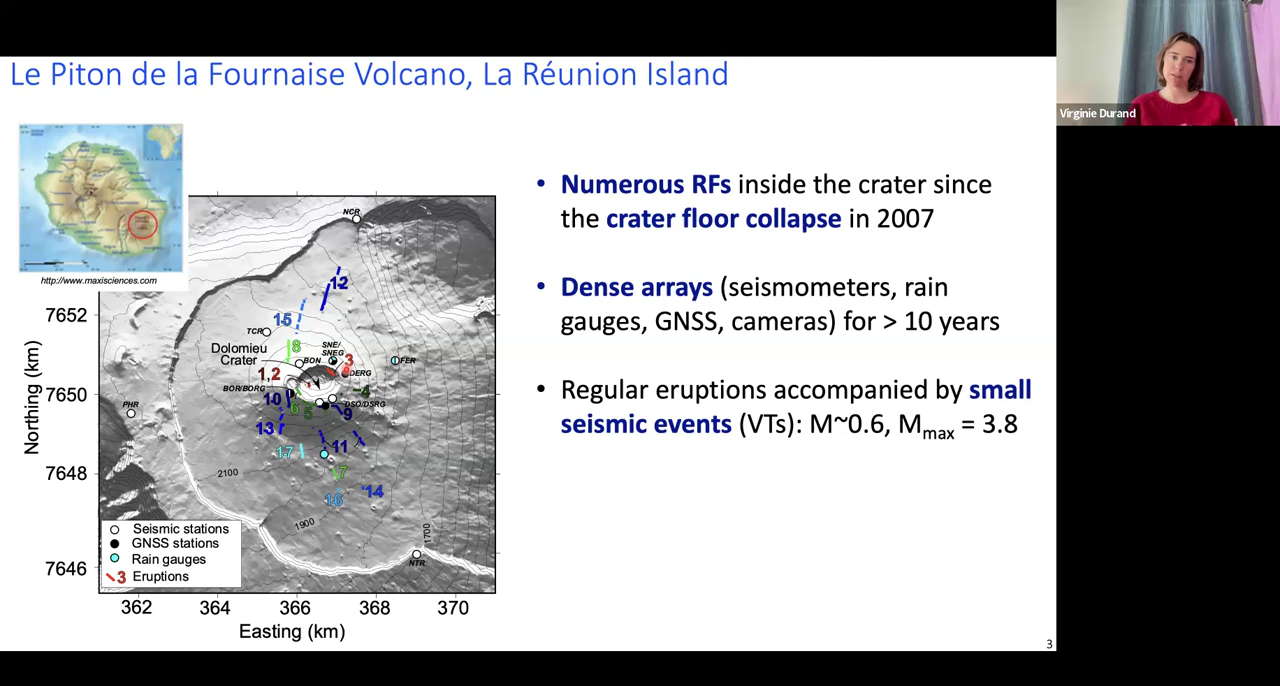 Le Piton de la Fournaise Volcano, La Réunion Island
Virginie Durand
http://www.maxisciences.com
• Numerous RFs inside the crater since
the crater floor collapse in 2007
• Dense arrays (seismometers, rain
gauges, GNSS, cameras) for > 10 years
• Regular eruptions accompanied by small
seismic events (VTs): M~0.6, Mmax = 3.8
NCR
12
15
7652
TCR
8
SNE/
SNEG
Dolomieu
Crater
BON
3
FER
1,2
DERG
BOR/BORG
4
7650
10
6
5
DSO/DSRG
PHR
9
13
11
17
7648
2100
7
14
16
1900
1700
Seismic stations
GNSS stations
Rain gauges
3 Eruptions
NTR
7646
Northing (km)
362 364 366 368 370
Easting (km)
3